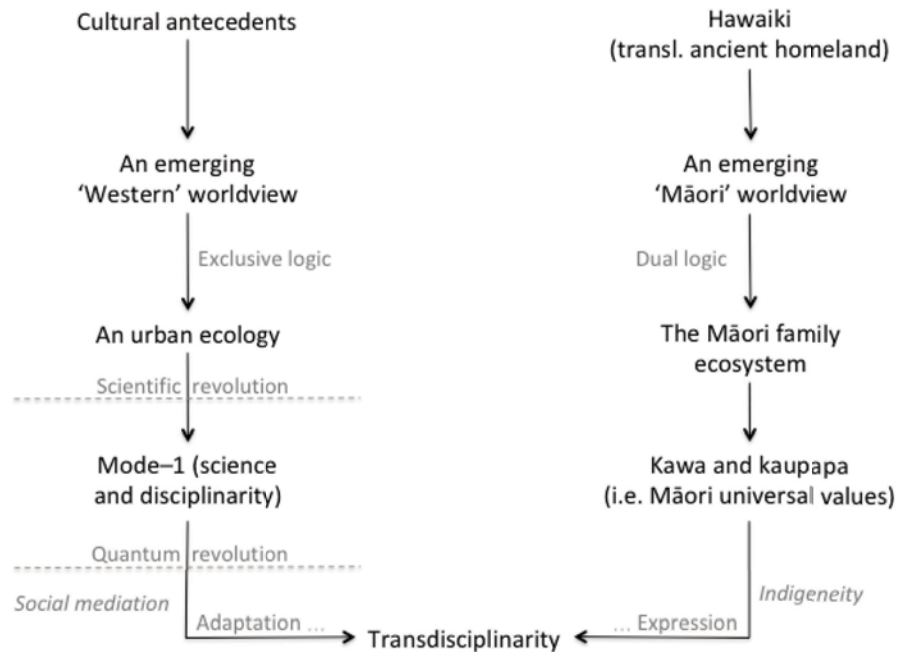 Cultural antecedents
Hawaiki
(transl. ancient homeland)
An emerging
‘Western’ worldview
An emerging
‘Māori’ worldview
Exclusive logic
Dual logic
An urban ecology
The Māori family
ecosystem
Scientific revolution
Mode–1 (science
and disciplinarity)
Kawa and kaupapa
(i.e. Māori universal values)
Quantum revolution
Social mediation
Indigeneity
Adaptation ...
Transdisciplinarity
... Expression